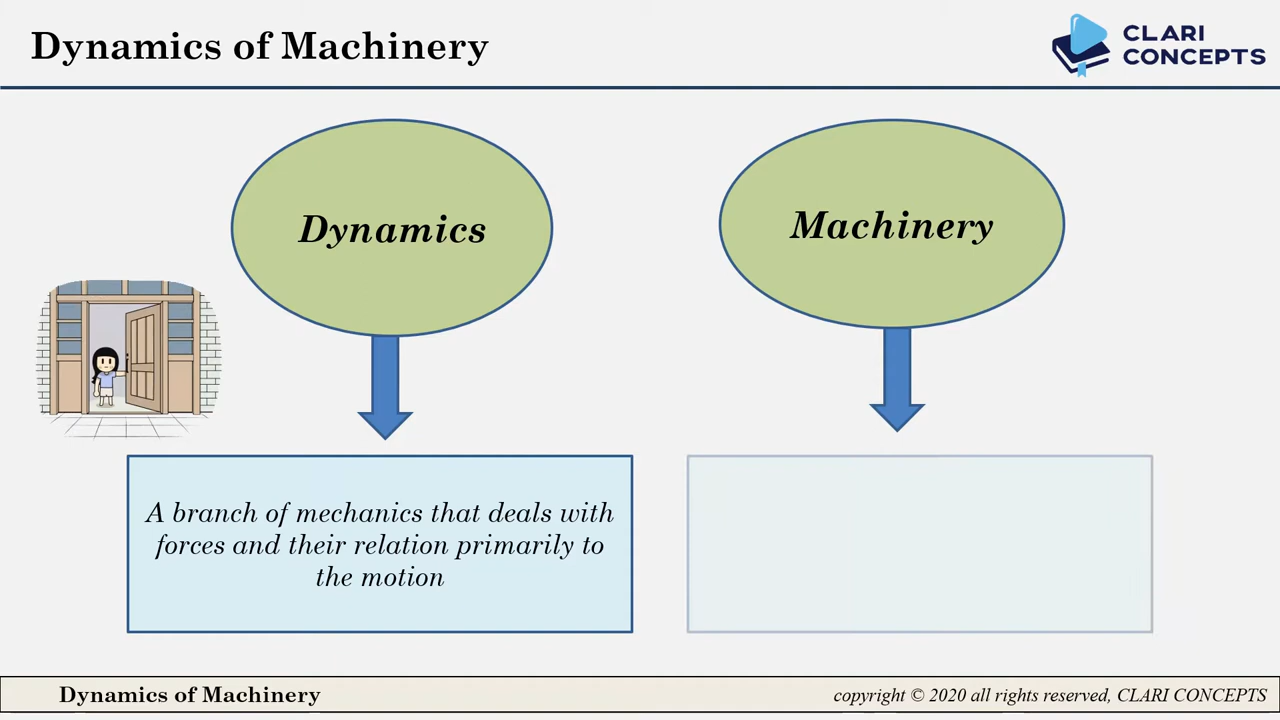 Dynamics of Machinery
CLARI
CONCEPTS
Dynamics
Machinery
A branch of mechanics that deals with
forces and their relation primarily to
the motion
Dynamics of Machinery
copyright © 2020 all rights reserved, CLARI CONCEPTS